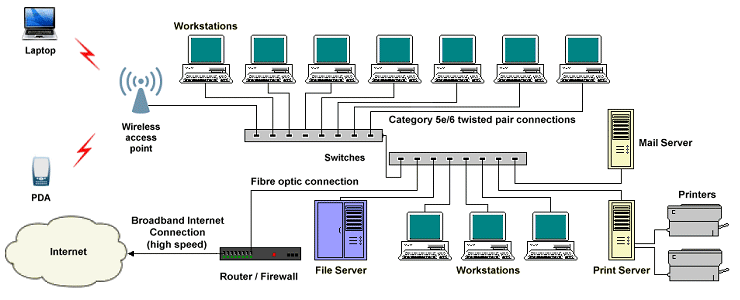 Workstations
Laptop
Category 5e/6 twisted pair connections
Wireless
access
point
Mail Server
Switches
Fibre optic connection
PDA
Printers
Broadband Internet
Connection
(high speed)
Internet
Router / Firewall
File Server
Workstations
Print Server